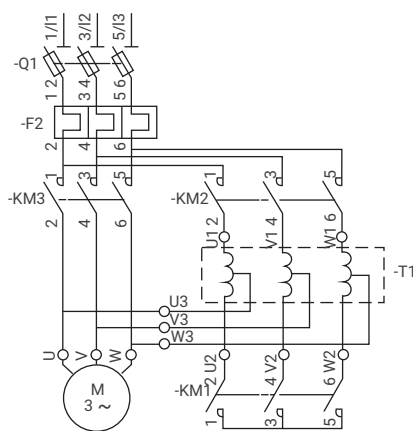 1/l1 3/l2 5/l3
-Q1
2 4 6
1 3 5
-F2
2 4 6
1 3 5
-KM3
2 4 6
1 3 5
-KM2
2 4 6
U1 V1 W1
-T1
U3
V3
W3
U V W
M
3 ~
U2 V2 W2
2 4 6
-KM1
1 3 5